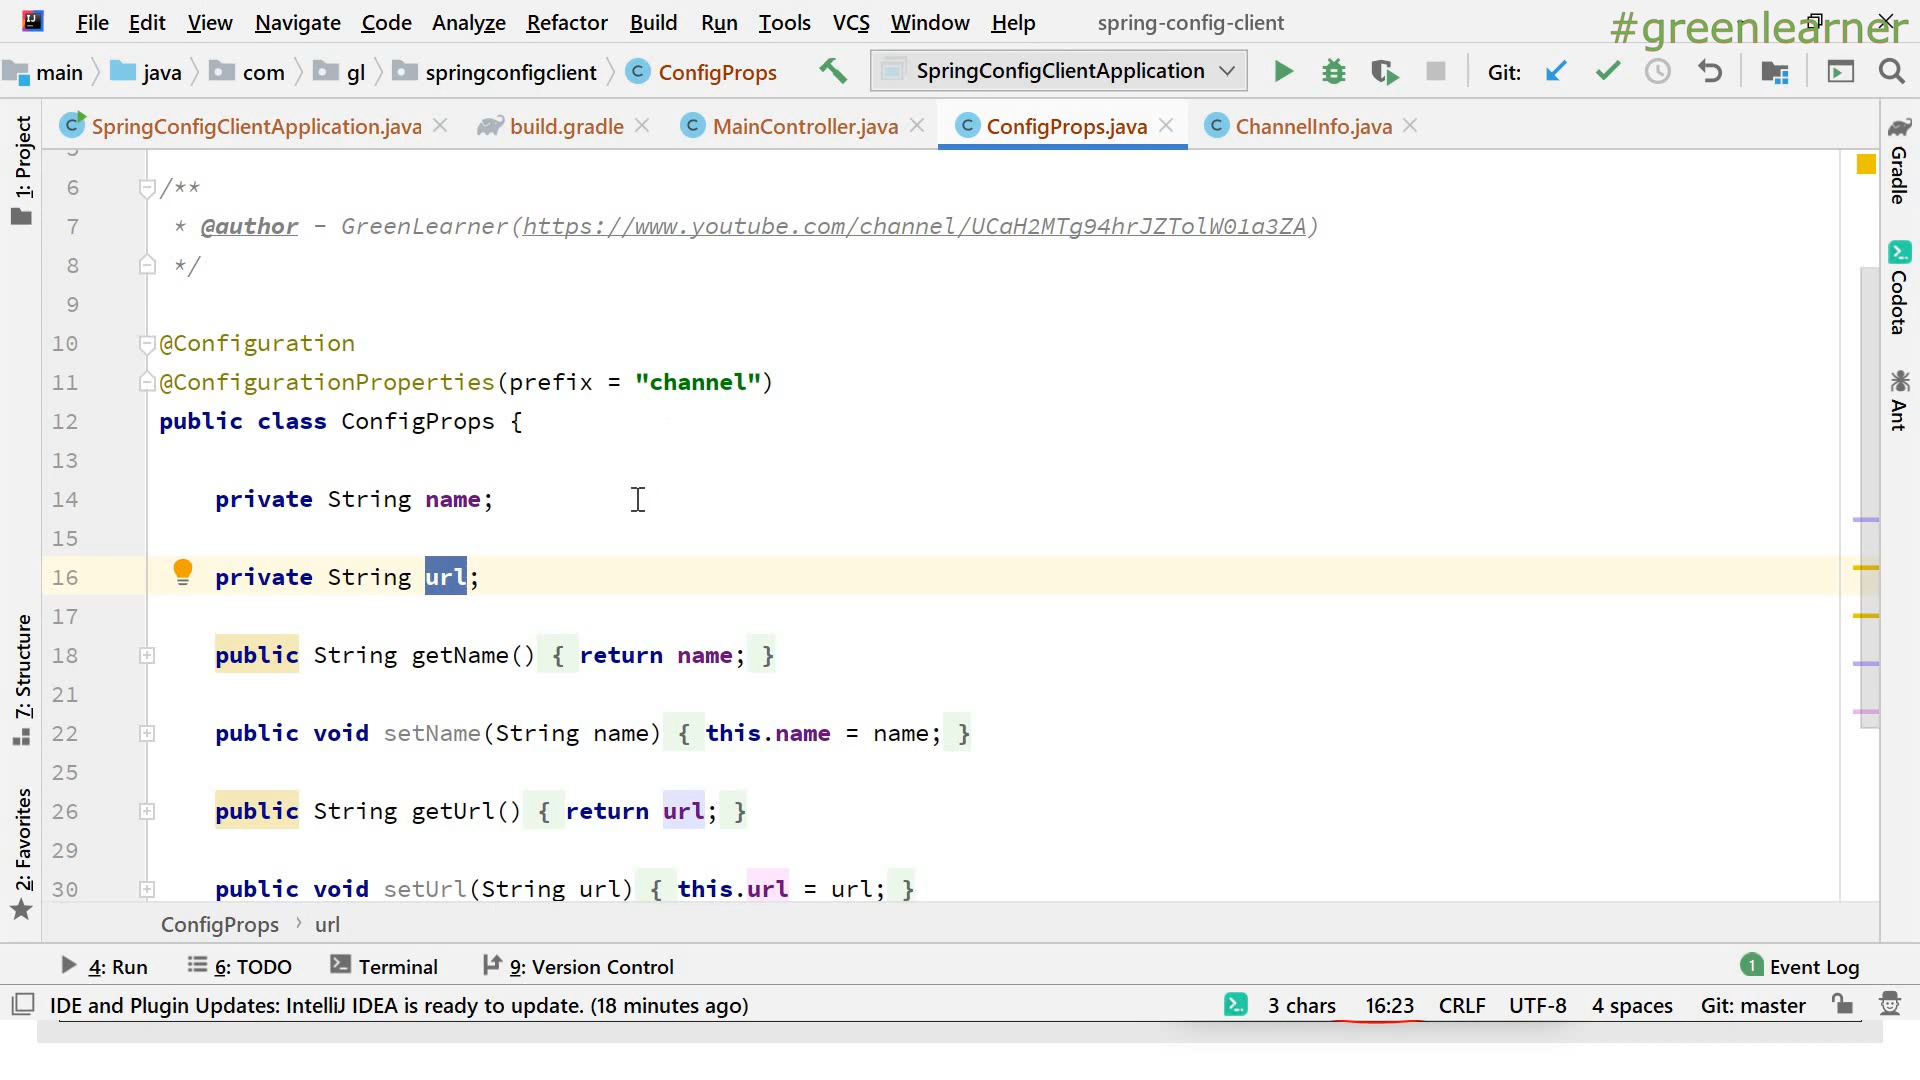 File Edit View Navigate Code Analyze Refactor Build Run Tools VCS Window Help spring-config-client
#greenlearner
main java com gl springconfigclient ConfigProps SpringConfigClientApplication Git:
SpringConfigClientApplication.java build.gradle MainController.java ConfigProps.java ChannelInfo.java
1: Project
7: Structure
2: Favorites
6 /**
7 * @author - GreenLearner(https://www.youtube.com/channel/UCaH2MTg94hrJZTolW01a3ZA)
8 */
9
10 @Configuration
11 @ConfigurationProperties(prefix = "channel")
12 public class ConfigProps {
13
14 private String name;
15
16 private String url;
17
18 public String getName() { return name; }
21
22 public void setName(String name) { this.name = name; }
25
26 public String getUrl() { return url; }
29
30 public void setUrl(String url) { this.url = url; }
Gradle
Codota
Ant
ConfigProps › url
4: Run 6: TODO Terminal 9: Version Control 1 Event Log
IDE and Plugin Updates: IntelliJ IDEA is ready to update. (18 minutes ago) 3 chars 16:23 CRLF UTF-8 4 spaces Git: master